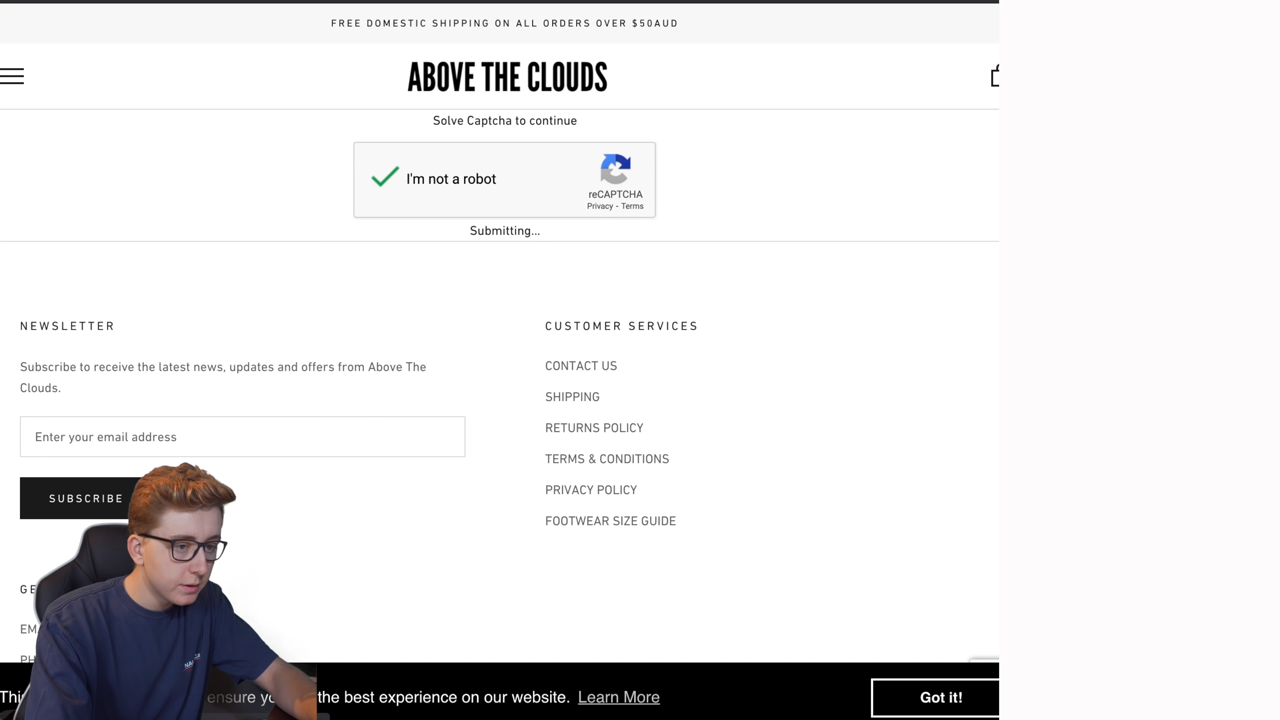 FREE DOMESTIC SHIPPING ON ALL ORDERS OVER $50AUD
ABOVE THE CLOUDS
Solve Captcha to continue
I'm not a robot
reCAPTCHA
Privacy - Terms
Submitting...
NEWSLETTER
Subscribe to receive the latest news, updates and offers from Above The
Clouds.
Enter your email address
SUBSCRIBE
CUSTOMER SERVICES
CONTACT US
SHIPPING
RETURNS POLICY
TERMS & CONDITIONS
PRIVACY POLICY
FOOTWEAR SIZE GUIDE
ensure the best experience on our website. Learn More
Got it!